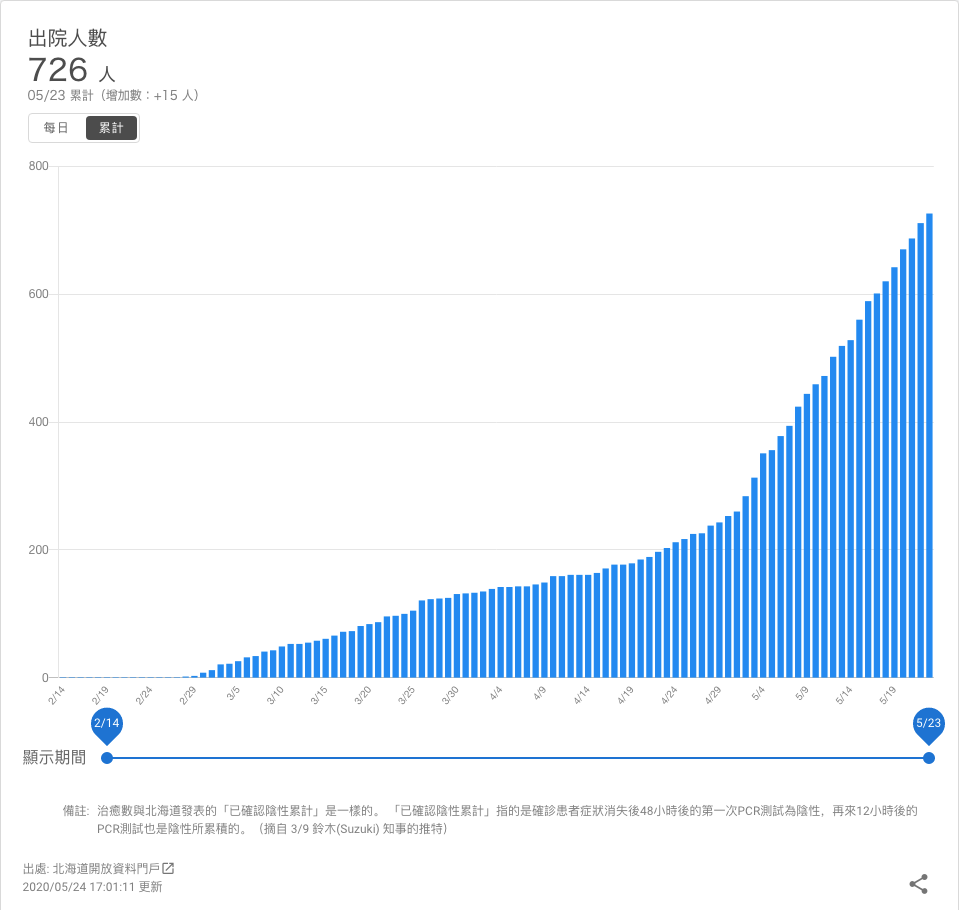 出院人數
726 人
05/23 累計（增加數：+15 人）
每日 累計
800
600
400
200
0
2/14 2/19 2/24 2/29 3/5 3/10 3/15 3/20 3/25 3/30 4/4 4/9 4/14 4/19 4/24 4/29 5/4 5/9 5/14 5/19
2/14 5/23
顯示期間
備註: 治癒數與北海道發表的「已確認陰性累計」是一樣的。 「已確認陰性累計」指的是確診患者症狀消失後48小時後的第一次PCR測試為陰性，再來12小時後的
PCR測試也是陰性所累積的。（摘自 3/9 鈴木(Suzuki) 知事的推特）
出處: 北海道開放資料門戶
2020/05/24 17:01:11 更新